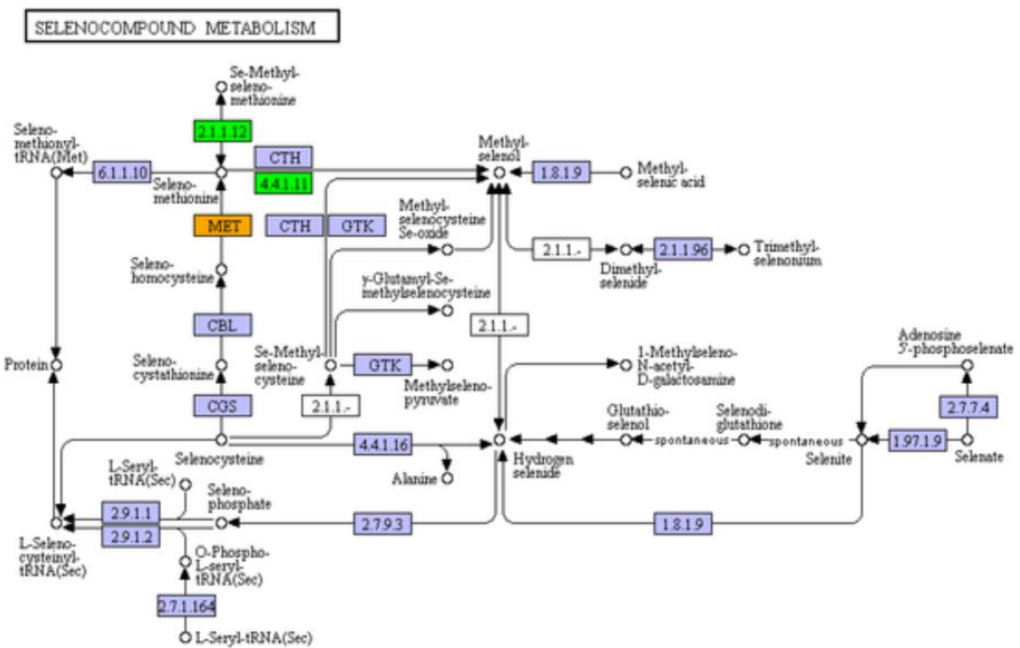 SELENOCOMPOUND METABOLISM
Se-Methyl-
seleno-
methionine
Seleno-
methionyl-
tRNA(Met)
2.1.1.12
6.1.1.10
Seleno-
methionine
CTH
4.4.1.11
Methyl-
selenol
1.8.1.9
Methyl-
selenic acid
MET
CTH
GTK
Methyl-
selenocysteine
Se-oxide
2.1.1.-
Dimethyl-
selenide
2.1.1.96
Trimethyl-
selenonium
Seleno-
homocysteine
γ-Glutamyl-Se-
methylselenocysteine
CBL
2.1.1.-
Protein
Seleno-
cystathionine
Se-Methyl-
seleno-
cysteine
GTK
Methylseleno-
pyruvate
1-Methylseleno-
N-acetyl-
D-galactosamine
Adenosine
5'-phosphoselenate
CGS
2.1.1.-
2.7.7.4
Selenocysteine
4.4.1.16
Alanine
Hydrogen
selenide
Glutathio-
selenol
spontaneous
Selenodi-
glutathione
spontaneous
Selenite
1.97.1.9
Selenate
L-Seryl-
tRNA(Sec)
Seleno-
phosphate
2.9.1.1
2.9.1.2
2.7.9.3
1.8.1.9
L-Seleno-
cysteinyl-
tRNA(Sec)
O-Phospho-
L-seryl-
tRNA(Sec)
2.7.1.164
L-Seryl-tRNA(Sec)